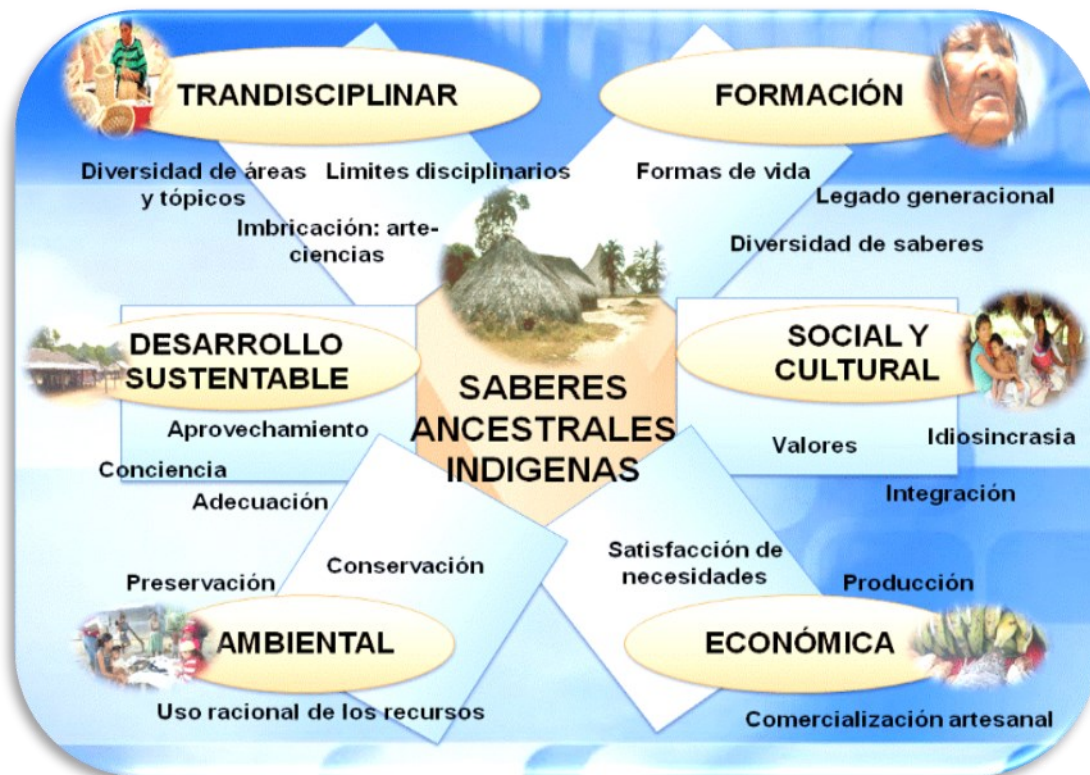 TRANDISCIPLINAR
FORMACIÓN
Diversidad de áreas
y tópicos
Limites disciplinarios
Imbricación: arte-
ciencias
Formas de vida
Legado generacional
Diversidad de saberes
DESARROLLO
SUSTENTABLE
SOCIAL Y
CULTURAL
SABERES
ANCESTRALES
INDIGENAS
Aprovechamiento
Conciencia
Adecuación
Valores
Idiosincrasia
Integración
Preservación
Conservación
Satisfacción de
necesidades
Producción
AMBIENTAL
ECONÓMICA
Uso racional de los recursos
Comercialización artesanal